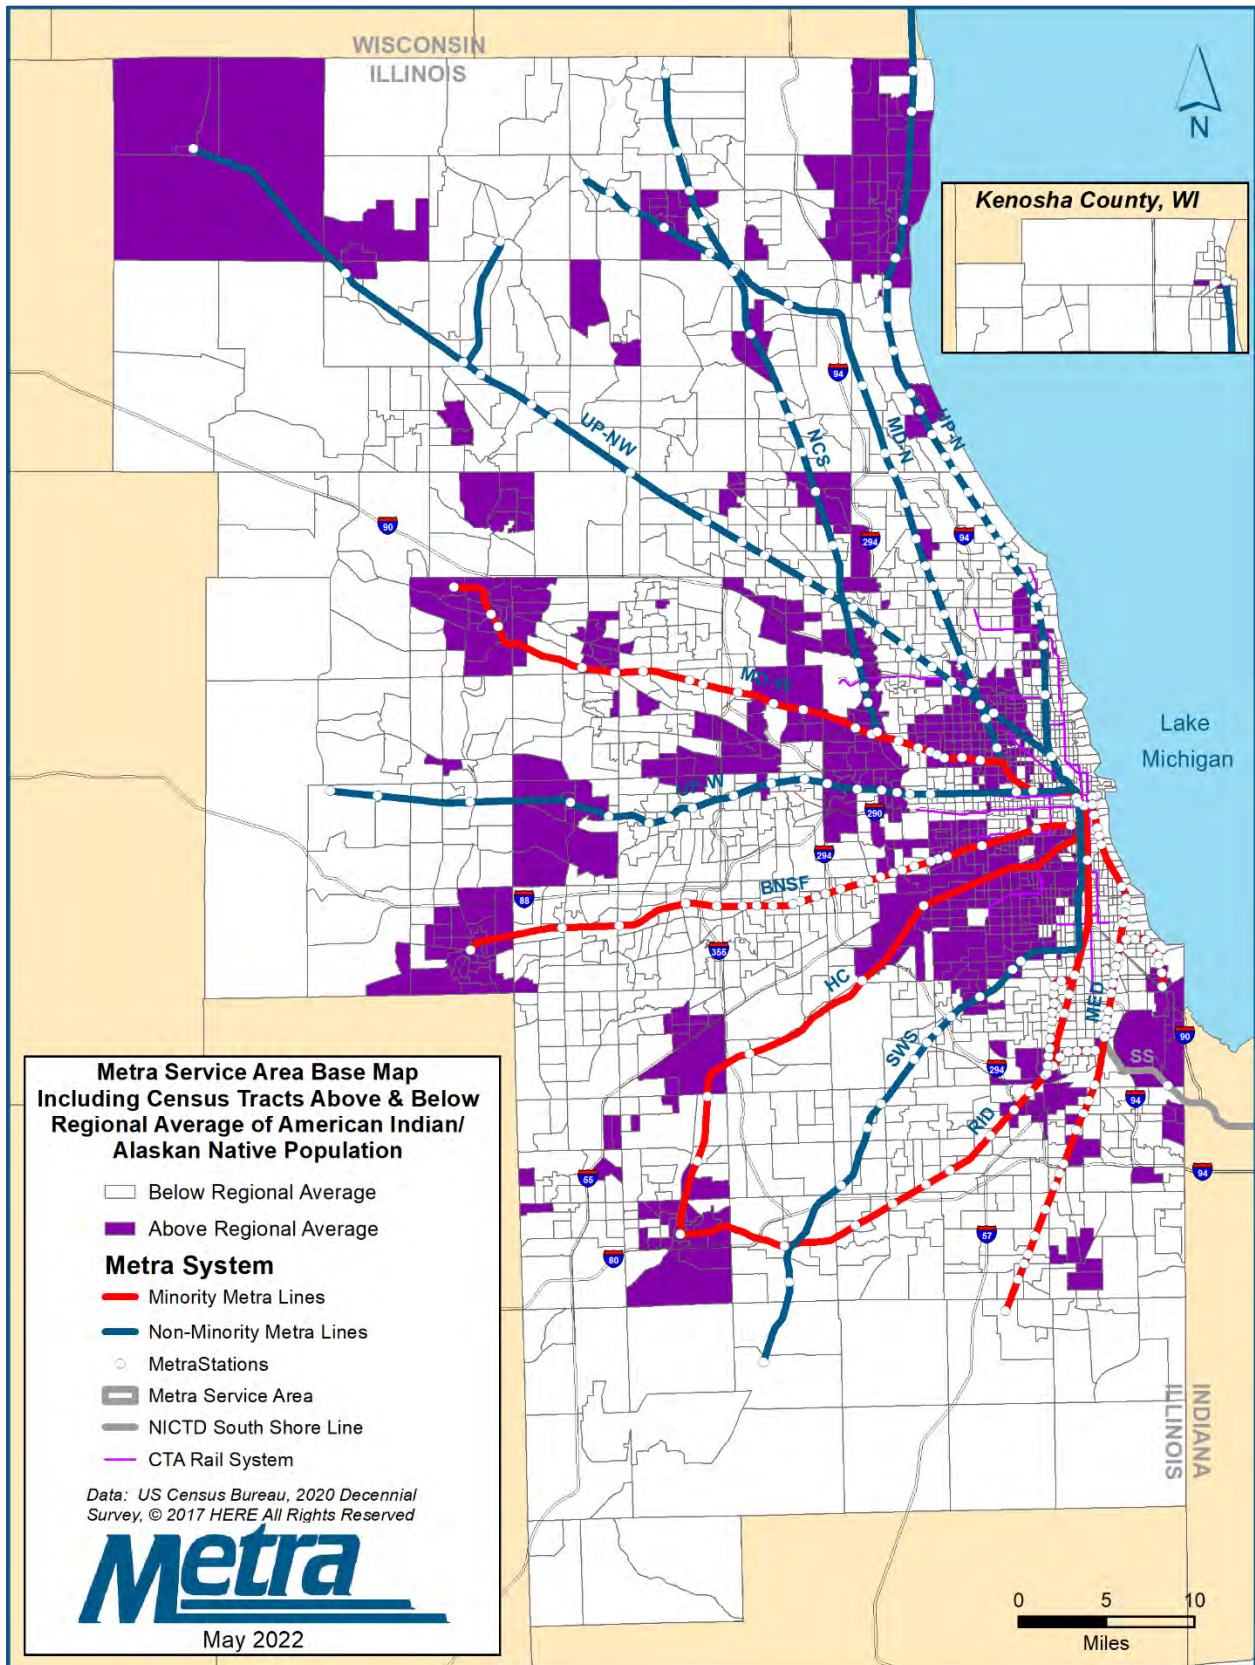 WISCONSIN
ILLINOIS
N
Kenosha County, WI
94
UP-N
MD-N
NCS
UP-NW
90
294
94
MD-W
Lake
Michigan
UP-W
290
294
BNSF
88
355
HC
MED
SWS
90
SS
294
94
RID
55
94
57
80
Metra Service Area Base Map
Including Census Tracts Above & Below
Regional Average of American Indian/
Alaskan Native Population
Below Regional Average
Above Regional Average
Metra System
Minority Metra Lines
Non-Minority Metra Lines
MetraStations
Metra Service Area
NICTD South Shore Line
CTA Rail System
Data: US Census Bureau, 2020 Decennial
Survey, © 2017 HERE All Rights Reserved
Metra
May 2022
INDIANA
ILLINOIS
0 5 10
Miles